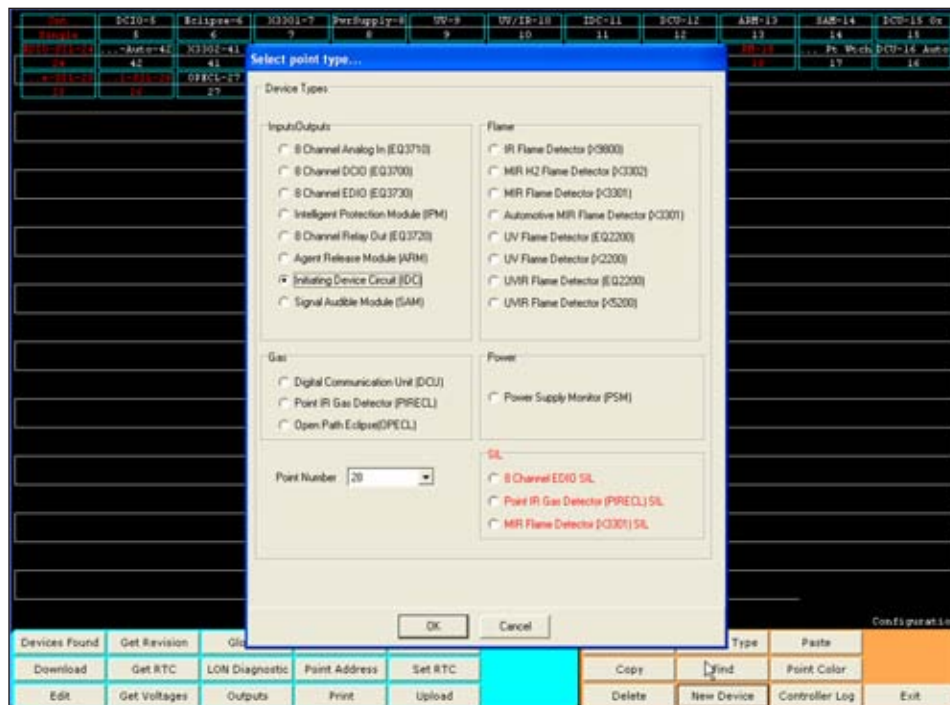 DCIO-5 Eclipse-6 X3301-7 PwrSupply-8 UV-9 UV/IR-10 IDC-11 DCU-12 ARM-13 SAM-14 DCU-15
5 6 7 8 9 10 11 12 13 14 15
...-Auto-42 X3302-41 ... Pt Wtch DCU-16 Auto
42 41 17 16
OPECL-27
27
Select point type...
Device Types
InputsOutputs
8 Channel Analog In (EQ3710)
8 Channel DCIO (EQ3700)
8 Channel EDIO (EQ3730)
Intelligent Protection Module (IPM)
8 Channel Relay Out (EQ3720)
Agent Release Module (ARM)
Initiating Device Circuit (IDC)
Signal Audible Module (SAM)
Flame
IR Flame Detector (X9800)
MIR H2 Flame Detector (X3302)
MIR Flame Detector (X3301)
Automotive MIR Flame Detector (X3301)
UV Flame Detector (EQ2200)
UV Flame Detector (X2200)
UVIR Flame Detector (EQ2200)
UVIR Flame Detector (X5200)
Gas
Digital Communication Unit (DCU)
Point IR Gas Detector (PIRECL)
Open Path Eclipse(OPECL)
Power
Power Supply Monitor (PSM)
Point Number 28
SIL
8 Channel EDIO SIL
Point IR Gas Detector (PIRECL) SIL
MIR Flame Detector (X3301) SIL
OK Cancel
Configuratio
Devices Found Get Revision Glo Type Paste
Download Get RTC LON Diagnostic Point Address Set RTC Copy Find Point Color
Edit Get Voltages Outputs Print Upload Delete New Device Controller Log Exit